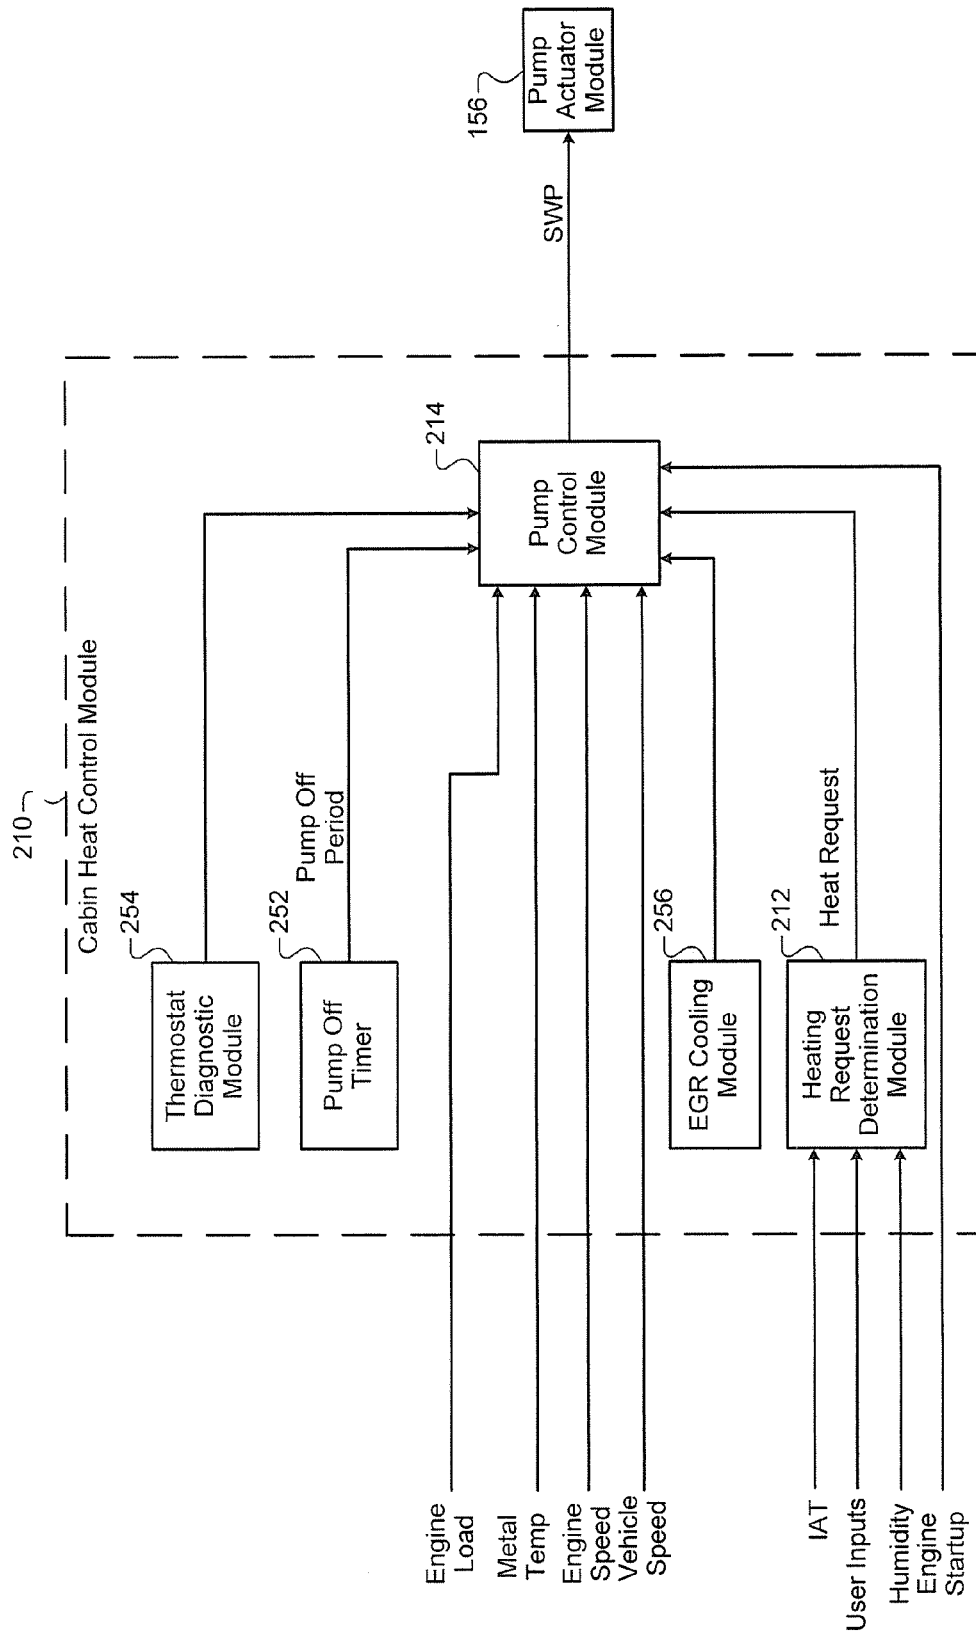 210
Cabin Heat Control Module
254
Thermostat
Diagnostic
Module
252
Pump Off
Timer
Pump Off
Period
214
Pump
Control
Module
SWP
156
Pump
Actuator
Module
256
EGR Cooling
Module
212
Heating
Request
Determination
Module
Heat Request
Engine
Load
Metal
Temp
Engine
Speed
Vehicle
Speed
IAT
User Inputs
Humidity
Engine
Startup